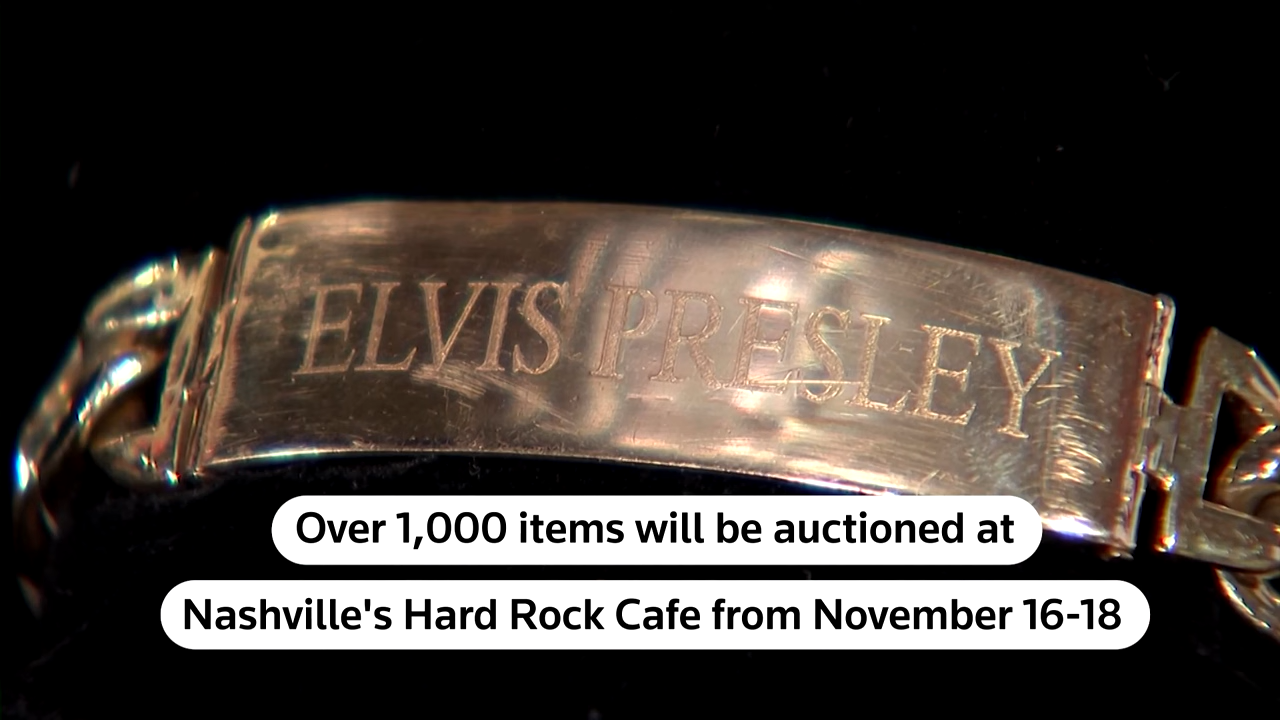 ELVIS PRESLEY
Over 1,000 items will be auctioned at
Nashville's Hard Rock Cafe from November 16-18